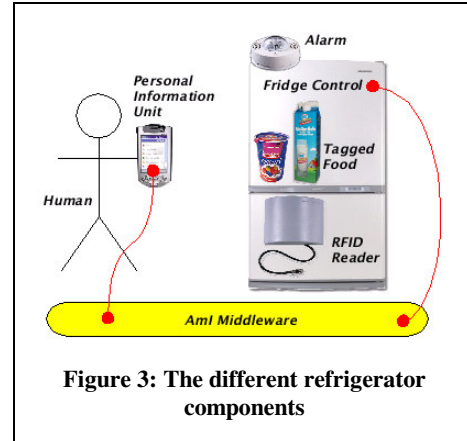 Alarm
Personal
Information
Unit
Fridge Control
Tagged
Food
Human
RFID
Reader
AmI Middleware
Figure 3: The different refrigerator
components